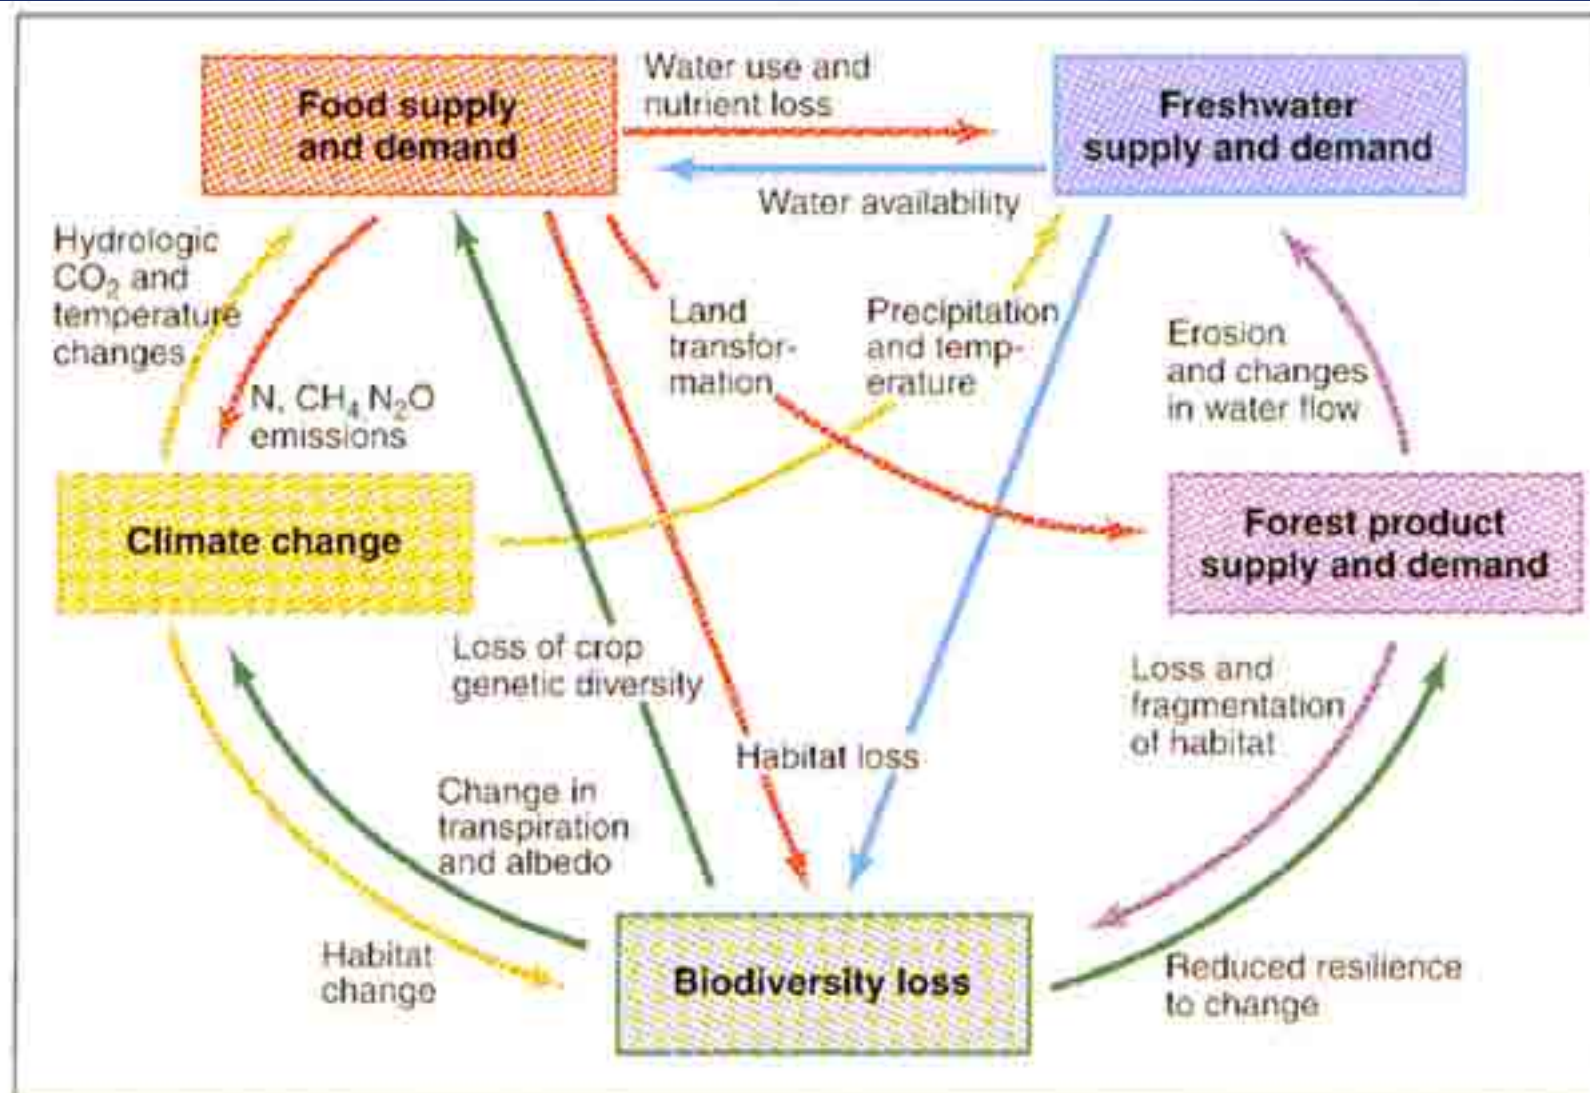 Food supply
and demand
Water use and
nutrient loss
Freshwater
supply and demand
Water availability
Hydrologic
CO₂ and
temperature
changes
N, CH₄ N₂O
emissions
Land
transfor-
mation
Precipitation
and temp-
erature
Erosion
and changes
in water flow
Climate change
Forest product
supply and demand
Loss of crop
genetic diversity
Loss and
fragmentation
of habitat
Habitat loss
Change in
transpiration
and albedo
Habitat
change
Biodiversity loss
Reduced resilience
to change